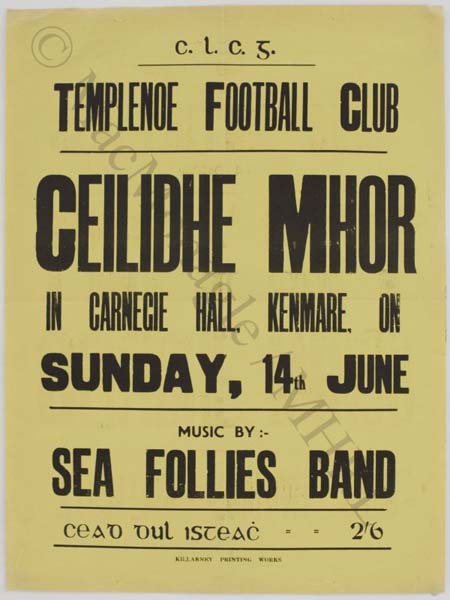 C. l. C. g.
TEMPLENOE FOOTBALL CLUB
CEILIDHE MHOR
IN CARNEGIE HALL, KENMARE, ON
SUNDAY, 14th JUNE
MUSIC BY :-
SEA FOLLIES BAND
Cead dul isteaċ = = 2/6
KILLARNEY PRINTING WORKS